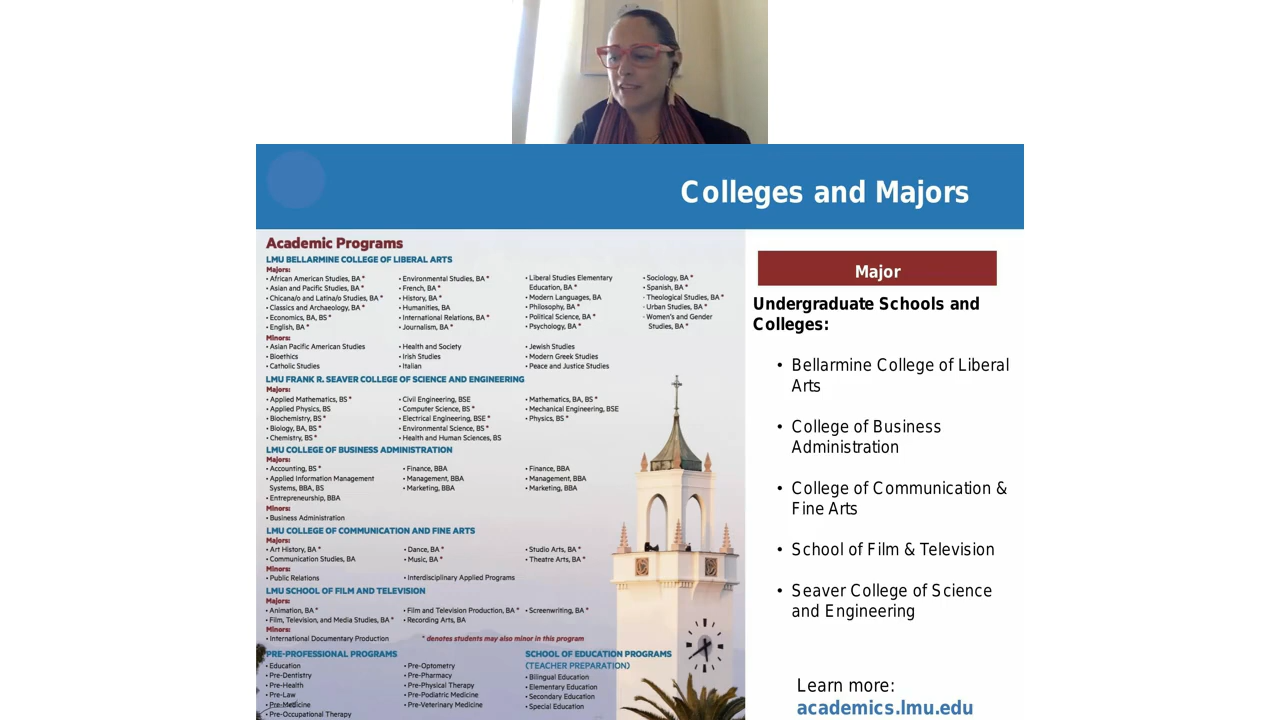 Colleges and Majors
Academic Programs
LMU BELLARMINE COLLEGE OF LIBERAL ARTS
Majors:
• African American Studies, BA *
• Asian and Pacific Studies, BA *
• Chicana/o and Latina/o Studies, BA *
• Classics and Archaeology, BA *
• Economics, BA, BS *
• English, BA *
• Environmental Studies, BA *
• French, BA *
• History, BA *
• Humanities, BA
• International Relations, BA *
• Journalism, BA *
• Liberal Studies Elementary
Education, BA *
• Modern Languages, BA
• Philosophy, BA *
• Political Science, BA *
• Psychology, BA *
• Sociology, BA *
• Spanish, BA *
· Theological Studies, BA *
· Urban Studies, BA *
· Women's and Gender
Studies, BA *
Minors:
• Asian Pacific American Studies
• Bioethics
• Catholic Studies
• Health and Society
• Irish Studies
• Italian
• Jewish Studies
• Modern Greek Studies
• Peace and Justice Studies
LMU FRANK R. SEAVER COLLEGE OF SCIENCE AND ENGINEERING
Majors:
• Applied Mathematics, BS *
• Applied Physics, BS
• Biochemistry, BS *
• Biology, BA, BS *
• Chemistry, BS *
• Civil Engineering, BSE
• Computer Science, BS *
• Electrical Engineering, BSE *
• Environmental Science, BS *
• Health and Human Sciences, BS
• Mathematics, BA, BS *
• Mechanical Engineering, BSE
• Physics, BS *
LMU COLLEGE OF BUSINESS ADMINISTRATION
Majors:
• Accounting, BS *
• Applied Information Management
Systems, BBA, BS
• Entrepreneurship, BBA
• Finance, BBA
• Management, BBA
• Marketing, BBA
• Finance, BBA
• Management, BBA
• Marketing, BBA
Minors:
• Business Administration
LMU COLLEGE OF COMMUNICATION AND FINE ARTS
Majors:
• Art History, BA *
• Communication Studies, BA
• Dance, BA *
• Music, BA *
• Studio Arts, BA *
• Theatre Arts, BA *
Minors:
• Public Relations
• Interdisciplinary Applied Programs
LMU SCHOOL OF FILM AND TELEVISION
Majors:
• Animation, BA *
• Film, Television, and Media Studies, BA *
• Film and Television Production, BA *
• Recording Arts, BA
• Screenwriting, BA *
Minors:
• International Documentary Production
* denotes students may also minor in this program
PRE-PROFESSIONAL PROGRAMS
• Education
• Pre-Dentistry
• Pre-Health
• Pre-Law
• Pre-Medicine
• Pre-Occupational Therapy
• Pre-Optometry
• Pre-Pharmacy
• Pre-Physical Therapy
• Pre-Podiatric Medicine
• Pre-Veterinary Medicine
SCHOOL OF EDUCATION PROGRAMS
(TEACHER PREPARATION)
• Bilingual Education
• Elementary Education
• Secondary Education
• Special Education
Major
Undergraduate Schools and
Colleges:
• Bellarmine College of Liberal
Arts
• College of Business
Administration
• College of Communication &
Fine Arts
• School of Film & Television
• Seaver College of Science
and Engineering
Learn more:
academics.lmu.edu